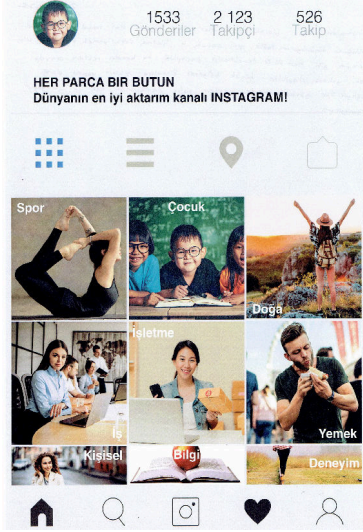 1533 2 123 526
Gönderiler Takipçi Takip
HER PARCA BIR BUTUN
Dünyanın en iyi aktarım kanalı INSTAGRAM!
Spor
Çocuk
Doğa
İş
İşletme
Yemek
Kişisel
Bilgi
Deneyim